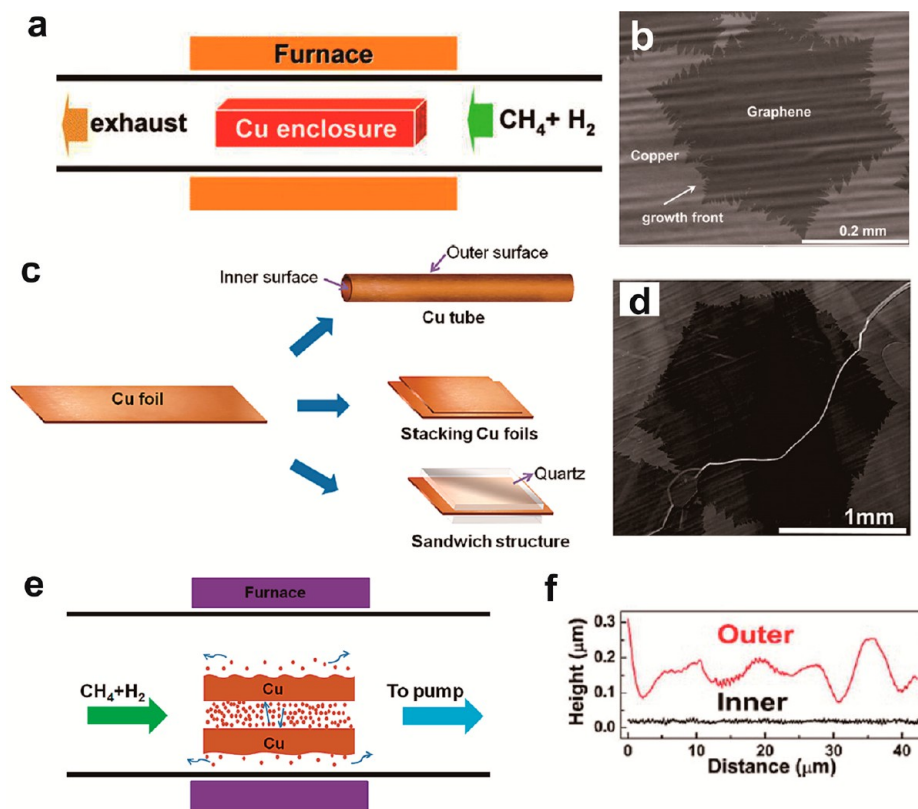 a
Furnace
exhaust
Cu enclosure
CH₄+ H₂
b
Graphene
Copper
growth front
0.2 mm
c
Inner surface
Outer surface
Cu tube
Cu foil
Stacking Cu foils
Quartz
Sandwich structure
d
1mm
e
Furnace
CH₄+H₂
Cu
Cu
To pump
f
Height (μm)
0.3
0.2
0.1
0.0
Outer
Inner
0 10 20 30 40
Distance (μm)